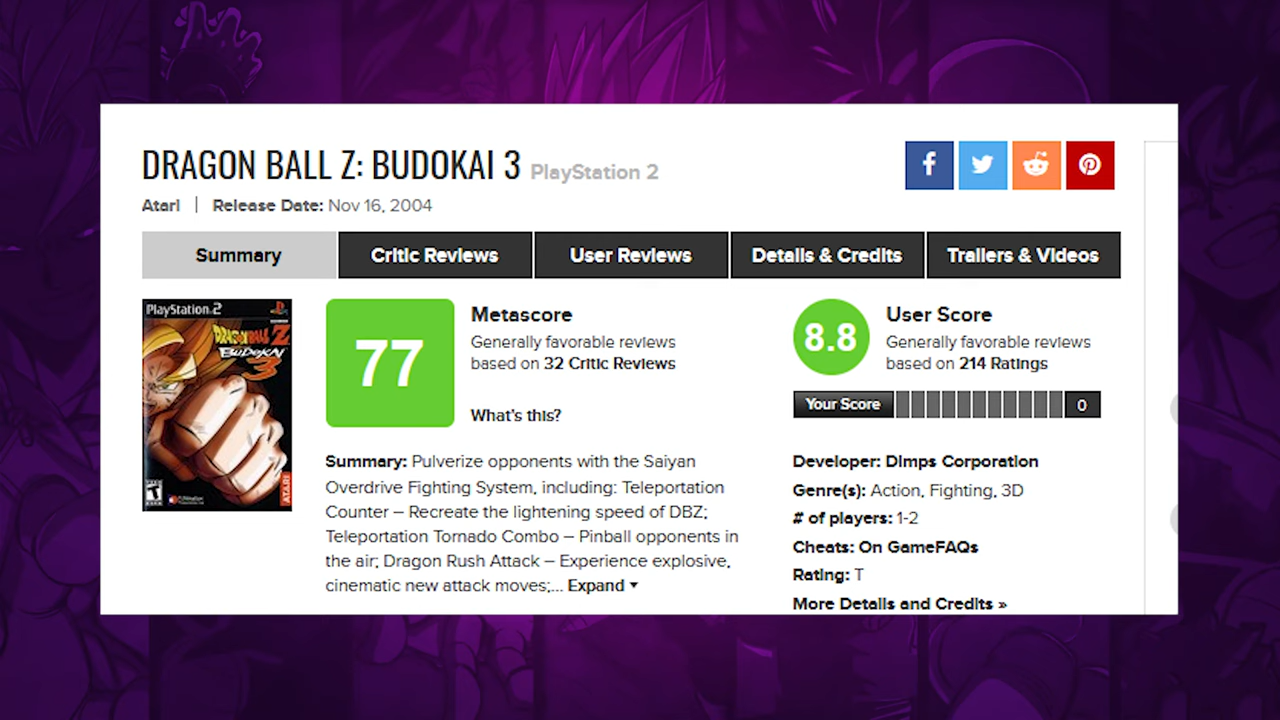 DRAGON BALL Z: BUDOKAI 3 PlayStation 2
Atari | Release Date: Nov 16, 2004
Summary Critic Reviews User Reviews Details & Credits Trailers & Videos
PlayStation 2
DRAGONBALL Z
BUDOKAI
3
ATARI
77
Metascore
Generally favorable reviews
based on 32 Critic Reviews
What's this?
8.8
User Score
Generally favorable reviews
based on 214 Ratings
Your Score 0
Summary: Pulverize opponents with the Saiyan
Overdrive Fighting System, including: Teleportation
Counter – Recreate the lightening speed of DBZ;
Teleportation Tornado Combo – Pinball opponents in
the air; Dragon Rush Attack – Experience explosive,
cinematic new attack moves;... Expand
Developer: Dimps Corporation
Genre(s): Action, Fighting, 3D
# of players: 1-2
Cheats: On GameFAQs
Rating: T
More Details and Credits »